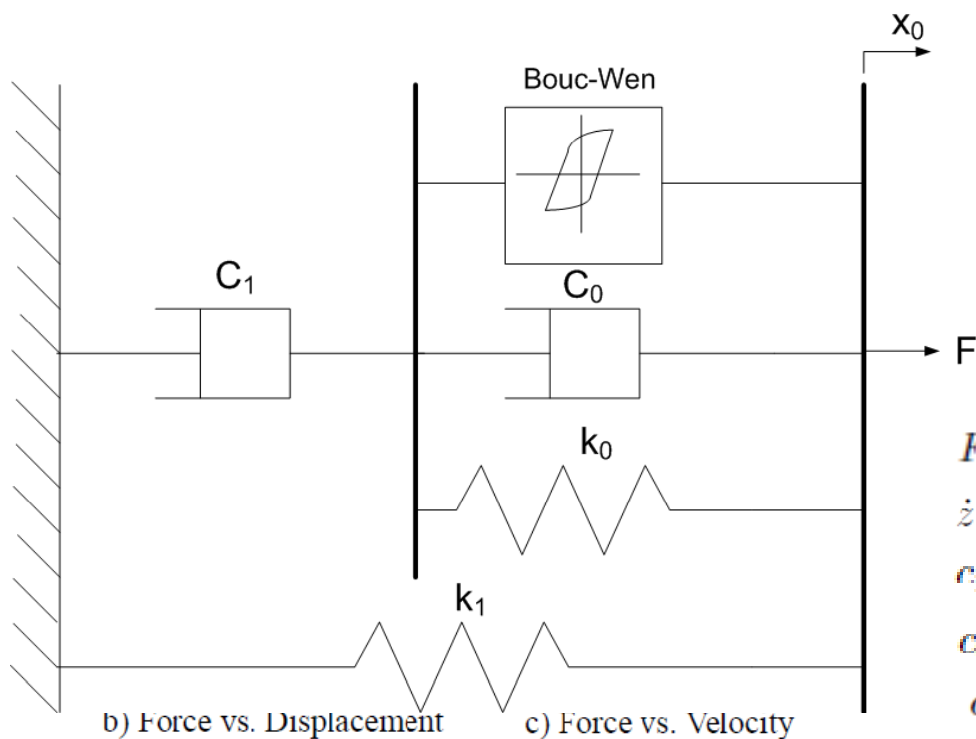 x₀
Bouc-Wen
C₁
C₀
F
k₀
ż
k₁
b) Force vs. Displacement c) Force vs. Velocity